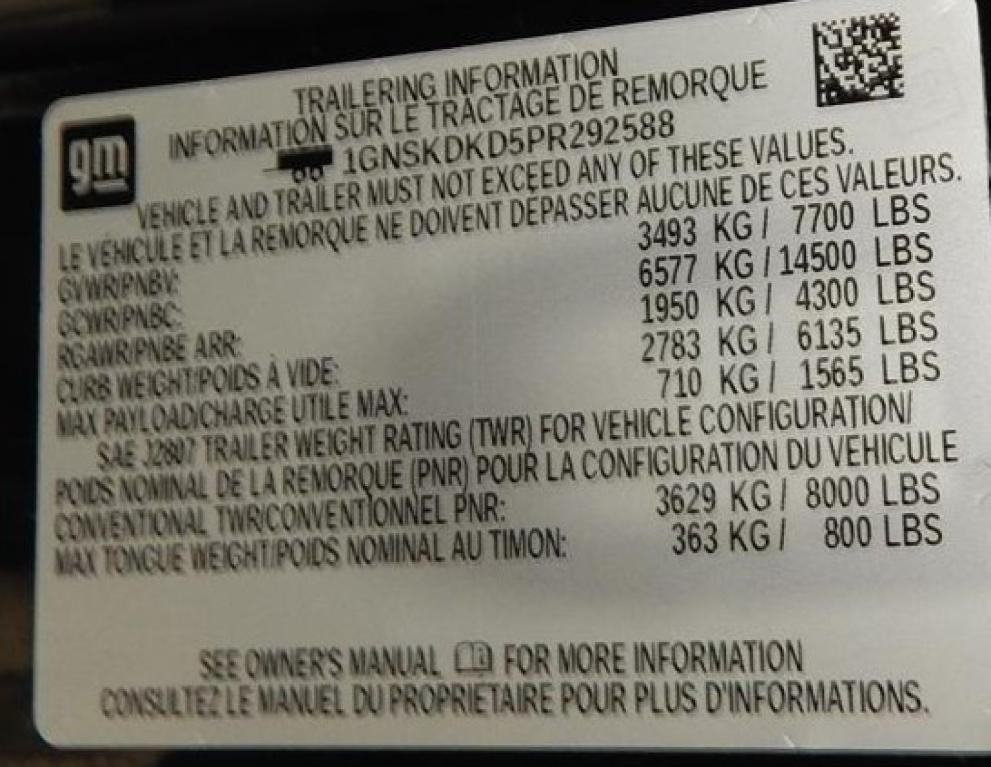 gm
TRAILERING INFORMATION
INFORMATION SUR LE TRACTAGE DE REMORQUE
1GNSKDKD5PR292588
VEHICLE AND TRAILER MUST NOT EXCEED ANY OF THESE VALUES.
LE VÉHICULE ET LA REMORQUE NE DOIVENT DÉPASSER AUCUNE DE CES VALEURS.
GVWR/PNBV: 3493 KG / 7700 LBS
GCWR/PNBC: 6577 KG / 14500 LBS
RGAWR/PNBE ARR: 1950 KG / 4300 LBS
CURB WEIGHT/POIDS À VIDE: 2783 KG / 6135 LBS
MAX PAYLOAD/CHARGE UTILE MAX: 710 KG / 1565 LBS
SAE J2807 TRAILER WEIGHT RATING (TWR) FOR VEHICLE CONFIGURATION/
POIDS NOMINAL DE LA REMORQUE (PNR) POUR LA CONFIGURATION DU VEHICULE
CONVENTIONAL TWR/CONVENTIONNEL PNR: 3629 KG / 8000 LBS
MAX TONGUE WEIGHT/POIDS NOMINAL AU TIMON: 363 KG / 800 LBS
SEE OWNER'S MANUAL FOR MORE INFORMATION
CONSULTEZ LE MANUEL DU PROPRIETAIRE POUR PLUS D'INFORMATIONS.